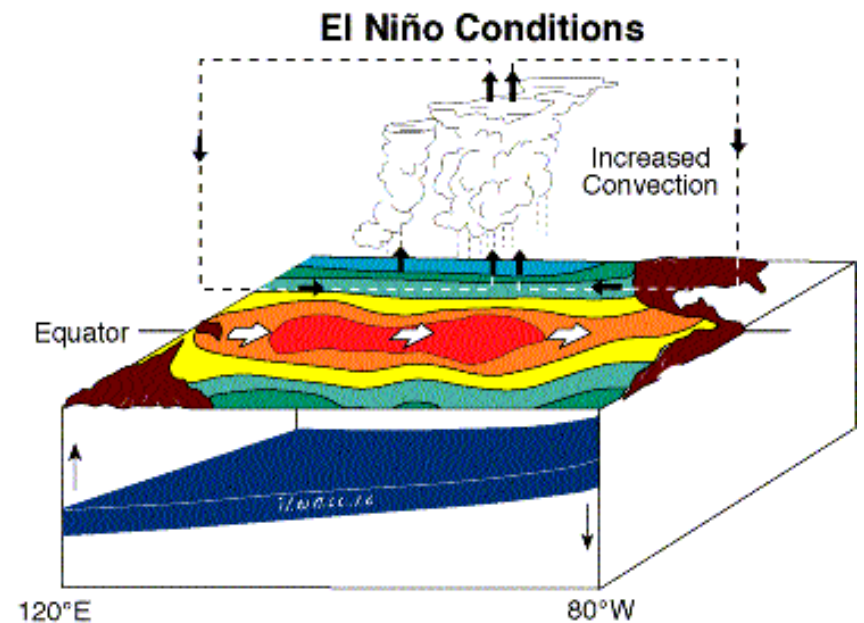 El Niño Conditions
Increased
Convection
Equator
120°E
80°W